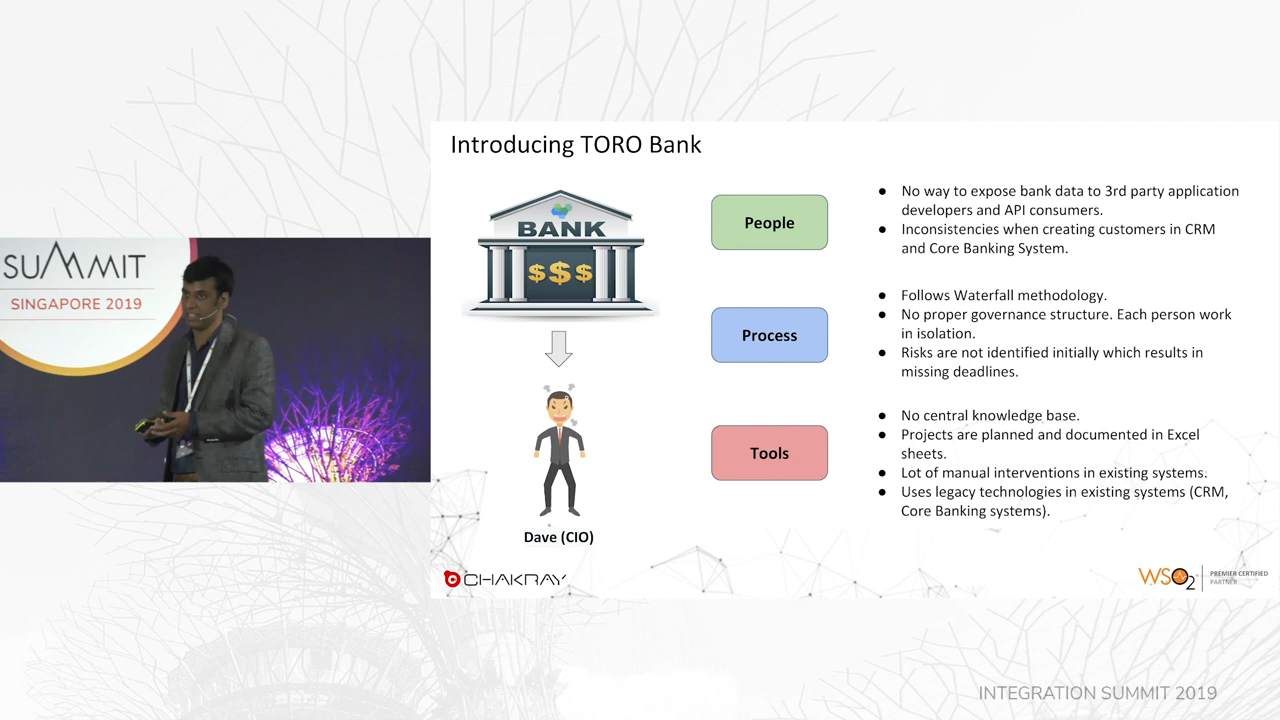 SUMMIT
SINGAPORE 2019
Introducing TORO Bank
BANK
$$$
Dave (CIO)
People
● No way to expose bank data to 3rd party application
developers and API consumers.
● Inconsistencies when creating customers in CRM
and Core Banking System.
Process
● Follows Waterfall methodology.
● No proper governance structure. Each person work
in isolation.
● Risks are not identified initially which results in
missing deadlines.
Tools
● No central knowledge base.
● Projects are planned and documented in Excel
sheets.
● Lot of manual interventions in existing systems.
● Uses legacy technologies in existing systems (CRM,
Core Banking systems).
CHAKRAY
WSO2
PREMIER CERTIFIED
PARTNER
INTEGRATION SUMMIT 2019